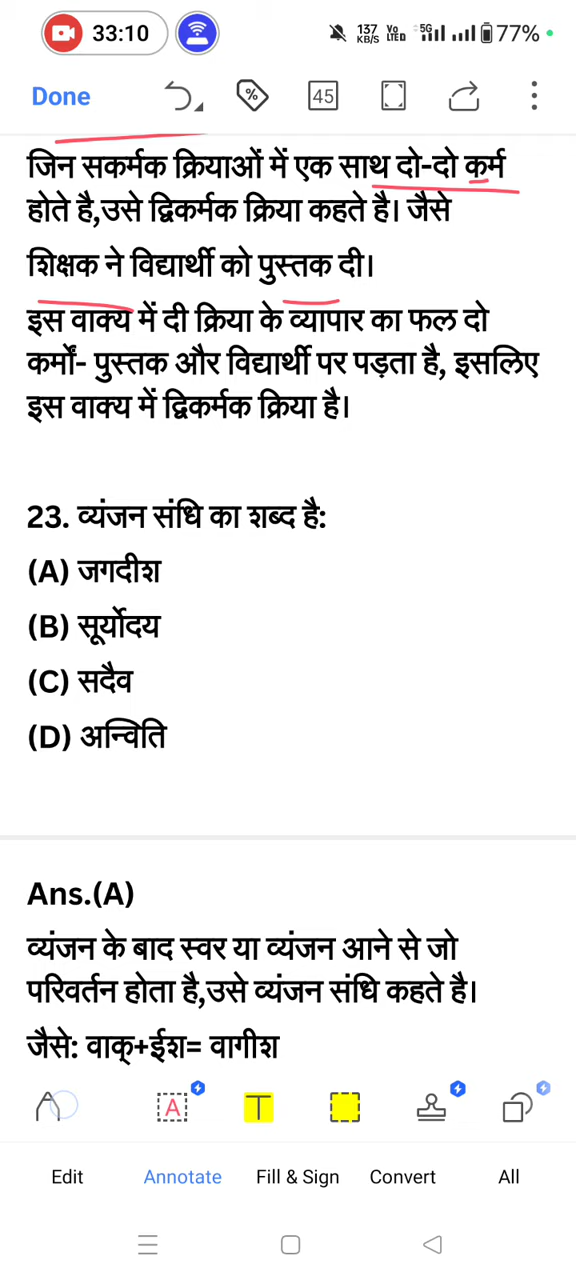 33:10 137 KB/S Vo LTED 5G 77%
Done % 45
जिन सकर्मक क्रियाओं में एक साथ दो-दो कर्म
होते है,उसे द्विकर्मक क्रिया कहते है। जैसे
शिक्षक ने विद्यार्थी को पुस्तक दी।
इस वाक्य में दी क्रिया के व्यापार का फल दो
कर्मों- पुस्तक और विद्यार्थी पर पड़ता है, इसलिए
इस वाक्य में द्विकर्मक क्रिया है।
23. व्यंजन संधि का शब्द है:
(A) जगदीश
(B) सूर्योदय
(C) सदैव
(D) अन्विति
Ans.(A)
व्यंजन के बाद स्वर या व्यंजन आने से जो
परिवर्तन होता है,उसे व्यंजन संधि कहते है।
जैसे: वाक्+ईश= वागीश
A T
Edit Annotate Fill & Sign Convert All